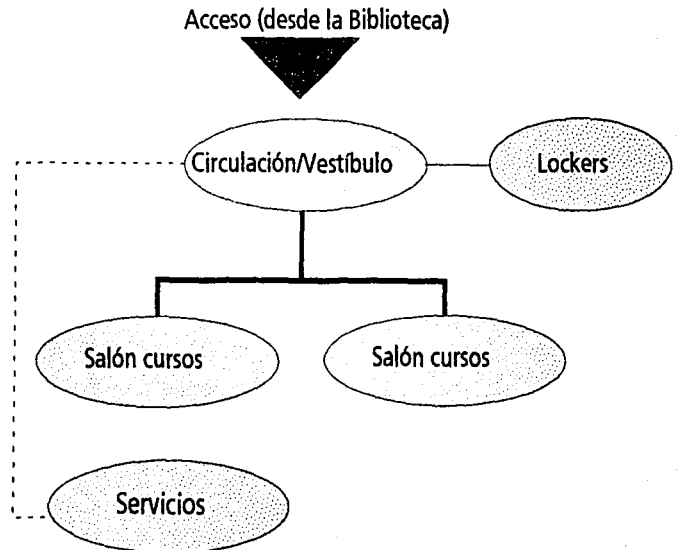 Acceso (desde la Biblioteca)
Circulación/Vestíbulo
Lockers
Salón cursos
Salón cursos
Servicios